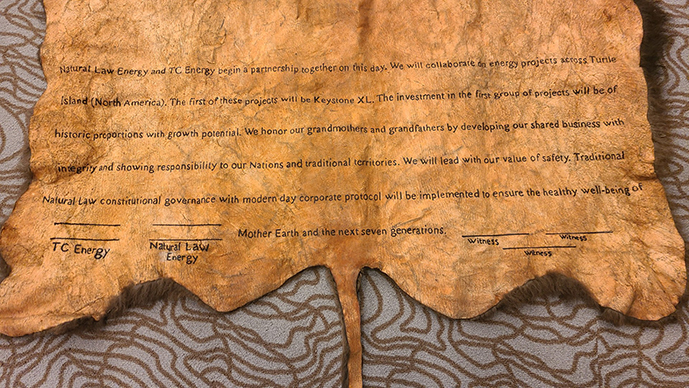 Natural Law Energy and TC Energy begin a partnership together on this day. We will collaborate on energy projects across Turtle
Island (North America). The first of these projects will be Keystone XL. The investment in the first group of projects will be of
historic proportions with growth potential. We honor our grandmothers and grandfathers by developing our shared business with
integrity and showing responsibility to our Nations and traditional territories. We will lead with our value of safety. Traditional
Natural Law constitutional governance with modern day corporate protocol will be implemented to ensure the healthy well-being of
Mother Earth and the next seven generations.
TC Energy
Natural Law
Energy
Witness
Witness
Witness